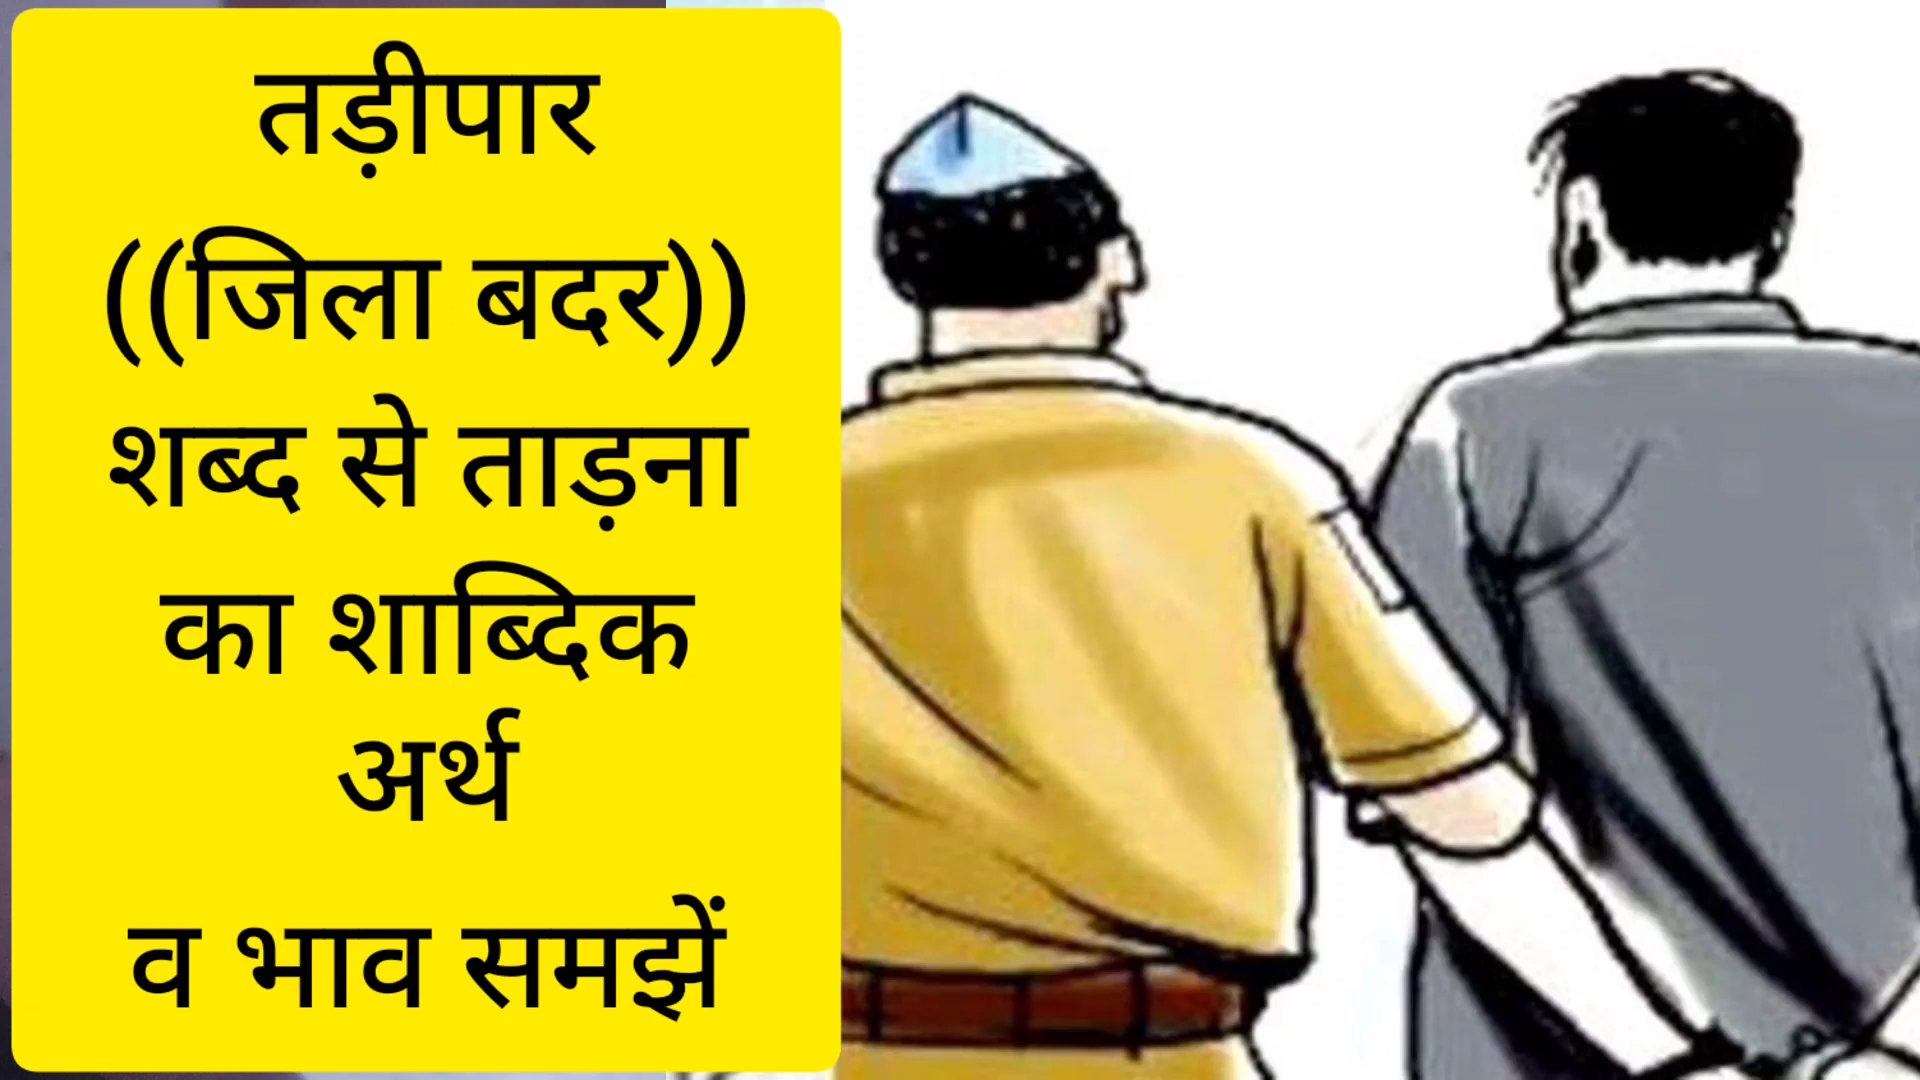 तड़ीपार
((जिला बदर))
शब्द से ताड़ना
का शाब्दिक
अर्थ
व भाव समझें